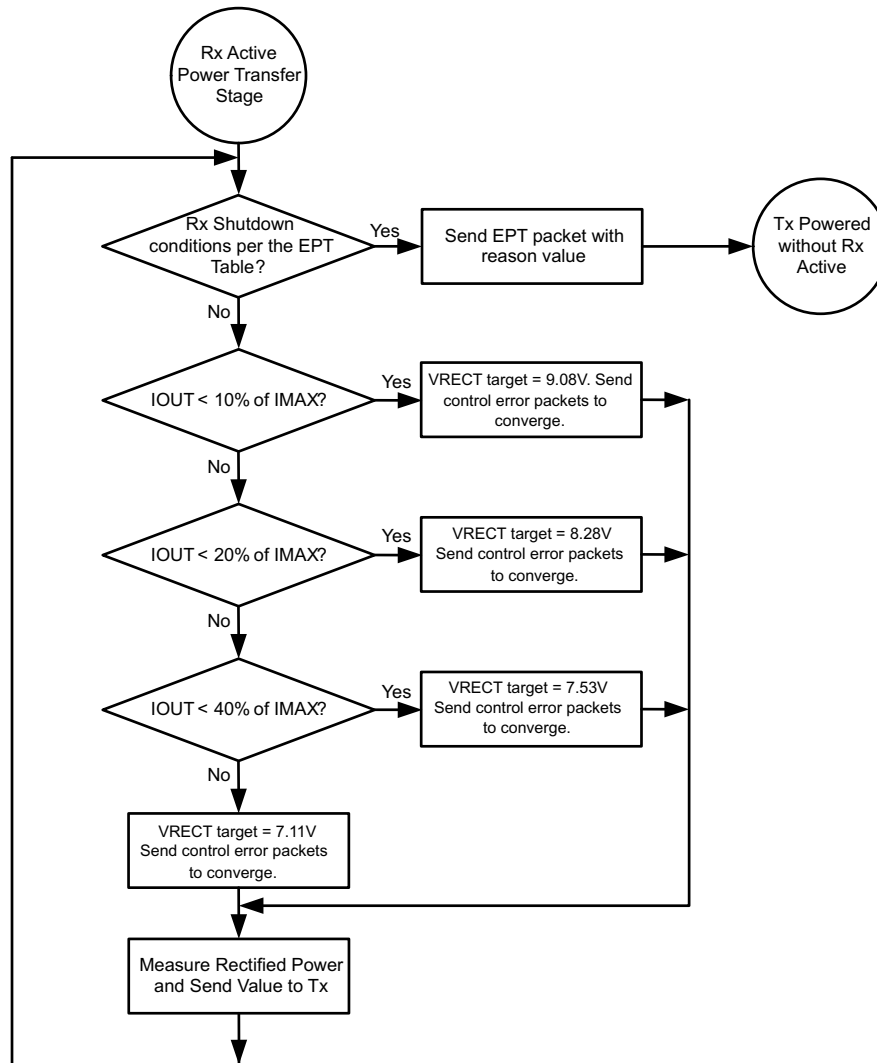 Rx Active
Power Transfer
Stage
Rx Shutdown
conditions per the EPT
Table?
Yes
Send EPT packet with
reason value
Tx Powered
without Rx
Active
No
IOUT < 10% of IMAX?
Yes
VRECT target = 9.08V. Send
control error packets to
converge.
No
IOUT < 20% of IMAX?
Yes
VRECT target = 8.28V
Send control error packets
to converge.
No
IOUT < 40% of IMAX?
Yes
VRECT target = 7.53V
Send control error packets
to converge.
No
VRECT target = 7.11V
Send control error packets
to converge.
Measure Rectified Power
and Send Value to Tx